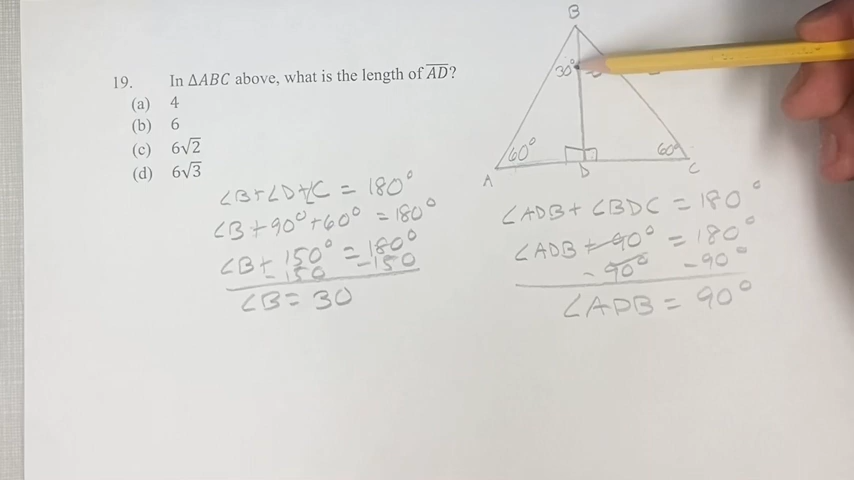 19. In ΔABC above, what is the length of AD?
(a) 4
(b) 6
(c) 6√2
(d) 6√3
B
30°
60°
60°
A
D
C
∠B+∠D+∠C = 180°
∠B+90°+60° = 180°
∠B+150° = 180°
-150 -150
∠B = 30
∠ADB + ∠BDC = 180°
∠ADB + 90° = 180°
- 90° -90°
∠ADB = 90°